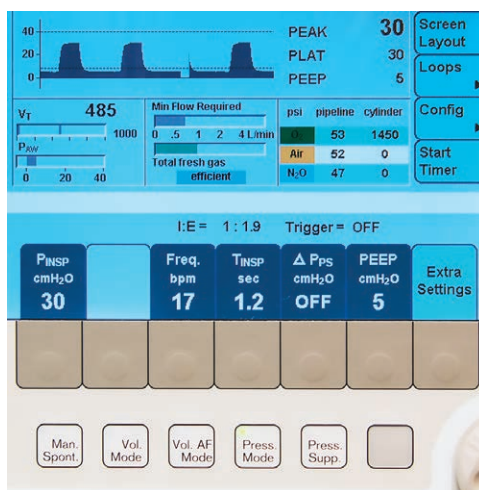 40
20
0
PEAK 30
PLAT 30
PEEP 5
Screen
Layout
Loops
Config
Start
Timer
VT 485
1000
PAW
0 20 40
Min Flow Required
0 .5 1 2 4 L/min
Total fresh gas
efficient
psi pipeline cylinder
O2 53 1450
Air 52 0
N2O 47 0
I:E = 1 : 1.9 Trigger = OFF
PINSP
cmH2O
30
Freq.
bpm
17
TINSP
sec
1.2
Δ PPS
cmH2O
OFF
PEEP
cmH2O
5
Extra
Settings
Man.
Spont.
Vol.
Mode
Vol. AF
Mode
Press.
Mode
Press.
Supp.